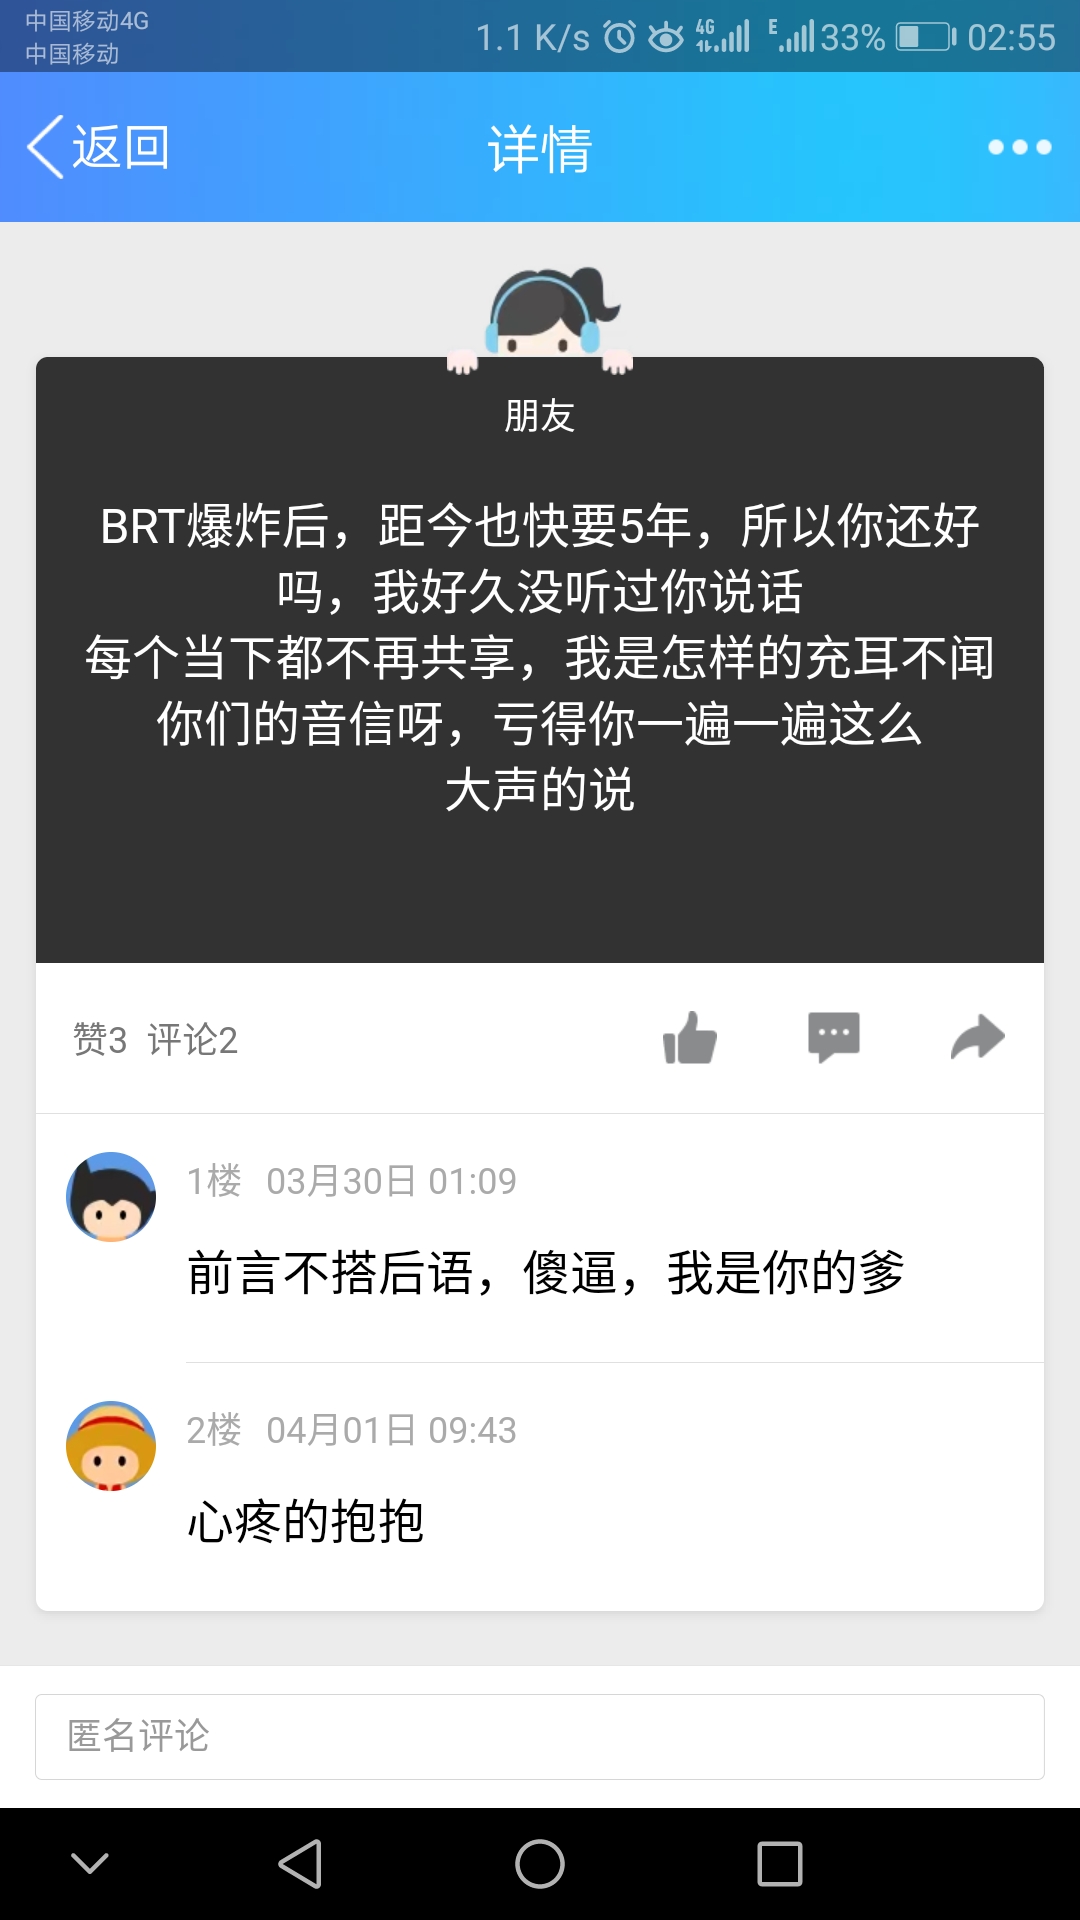 中国移动4G
中国移动
1.1 K/s 4G E 33% 02:55
返回 详情
朋友
BRT爆炸后，距今也快要5年，所以你还好
吗，我好久没听过你说话
每个当下都不再共享，我是怎样的充耳不闻
你们的音信呀，亏得你一遍一遍这么
大声的说
赞3 评论2
1楼 03月30日 01:09
前言不搭后语，傻逼，我是你的爹
2楼 04月01日 09:43
心疼的抱抱
匿名评论